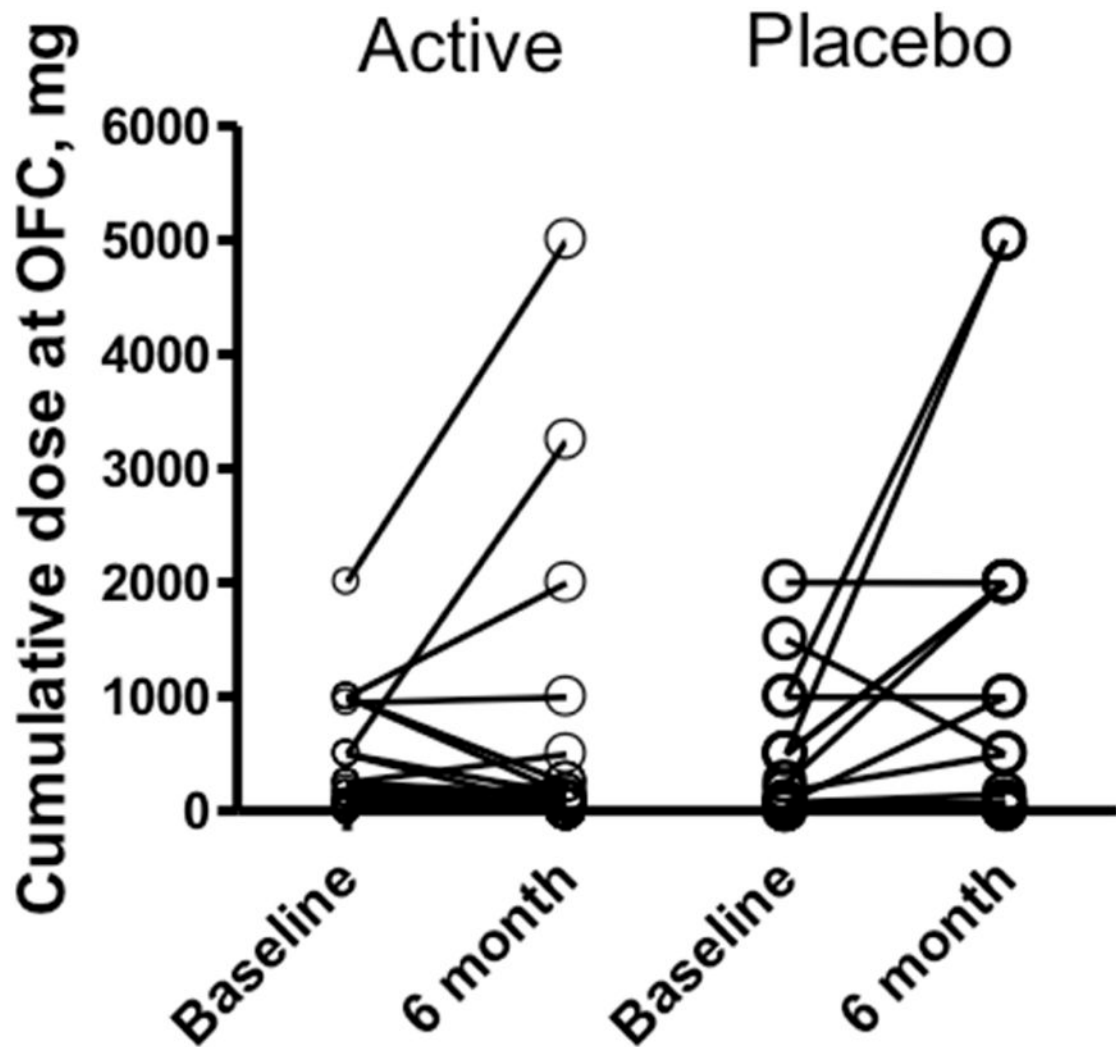 Active
Placebo
Cumulative dose at OFC, mg
6000
5000
4000
3000
2000
1000
0
Baseline
6 month
Baseline
6 month